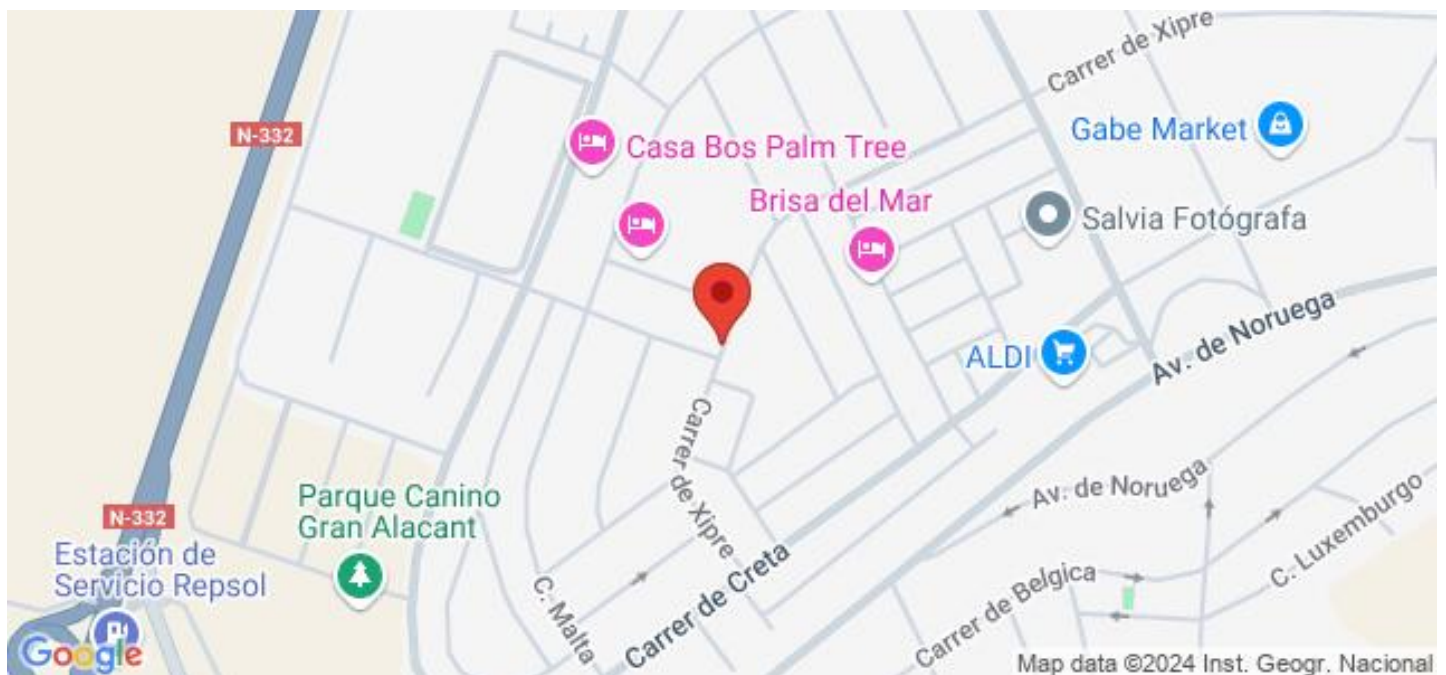 Carrer de Xipre
N-332
Casa Bos Palm Tree
Gabe Market
Brisa del Mar
Salvia Fotógrafa
Av. de Noruega
ALDI
Carrer de Xipre
Parque Canino
Gran Alacant
Av. de Noruega
N-332
Estación de
Servicio Repsol
C. Luxemburgo
Carrer de Creta
Carrer de Belgica
C. Malta
Google
Map data ©2024 Inst. Geogr. Nacional